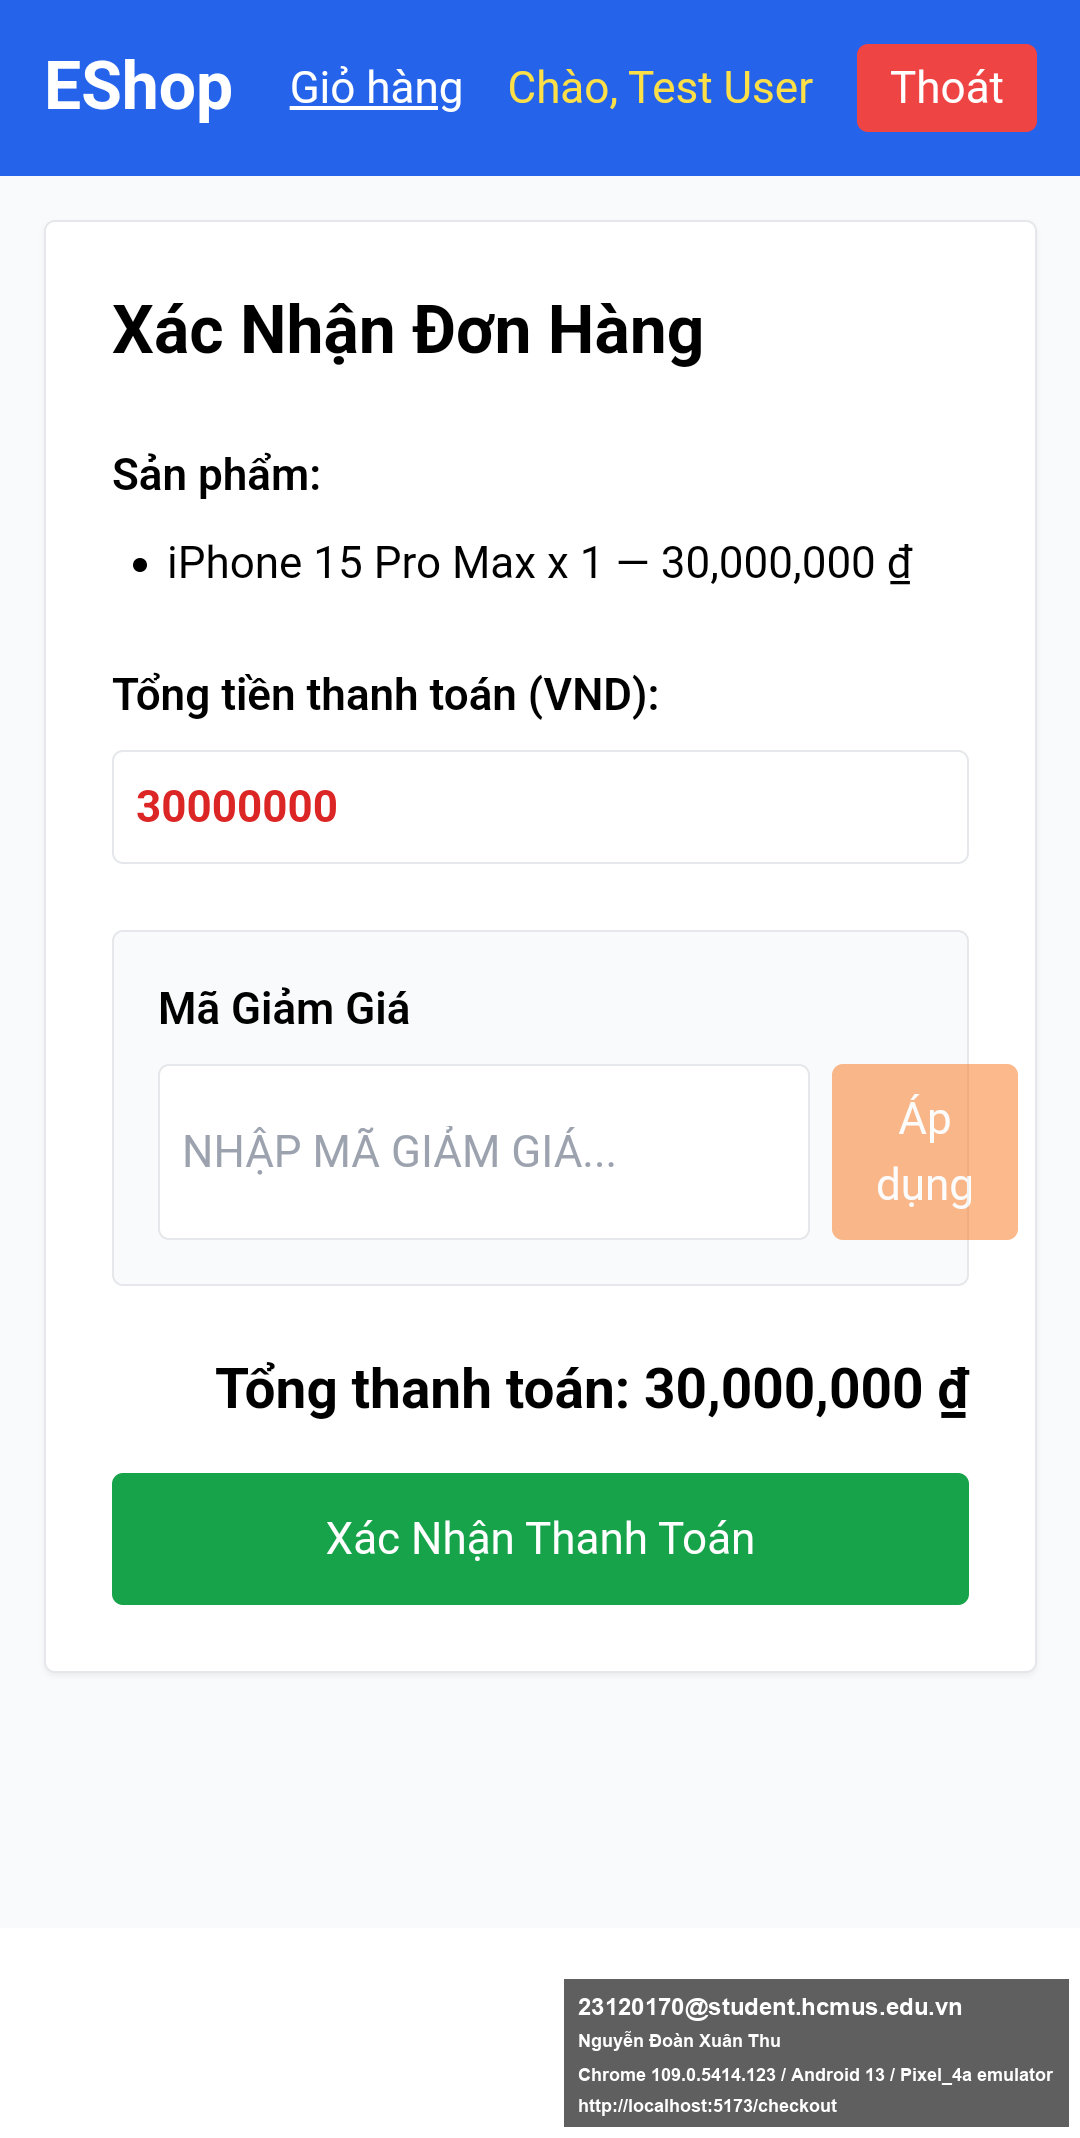 EShop
Giỏ hàng
Chào, Test User
Thoát
Xác Nhận Đơn Hàng
Sản phẩm:
• iPhone 15 Pro Max x 1 — 30,000,000 ₫
Tổng tiền thanh toán (VND):
30000000
Mã Giảm Giá
NHẬP MÃ GIẢM GIÁ...
Áp
dụng
Tổng thanh toán: 30,000,000 ₫
Xác Nhận Thanh Toán
23120170@student.hcmus.edu.vn
Nguyễn Đoàn Xuân Thu
Chrome 109.0.5414.123 / Android 13 / Pixel_4a emulator
http://localhost:5173/checkout